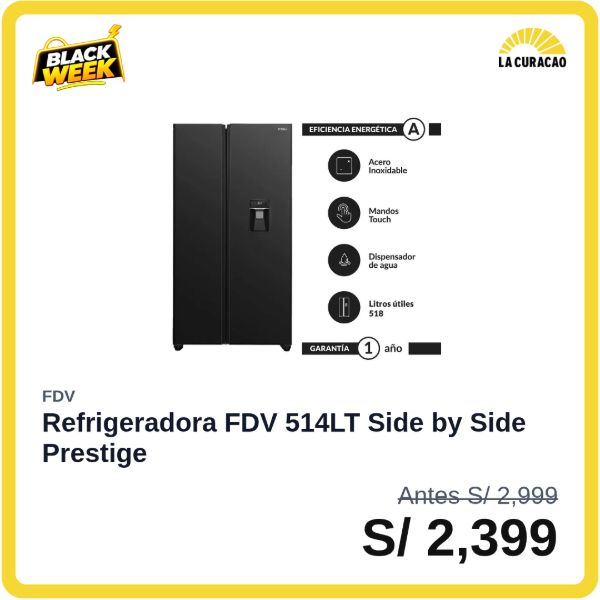 BLACK
WEEK
LA CURACAO
EFICIENCIA ENERGÉTICA A
Acero
Inoxidable
Mandos
Touch
Dispensador
de agua
Litros útiles
518
GARANTÍA 1 año
FDV
Refrigeradora FDV 514LT Side by Side
Prestige
Antes S/ 2,999
S/ 2,399